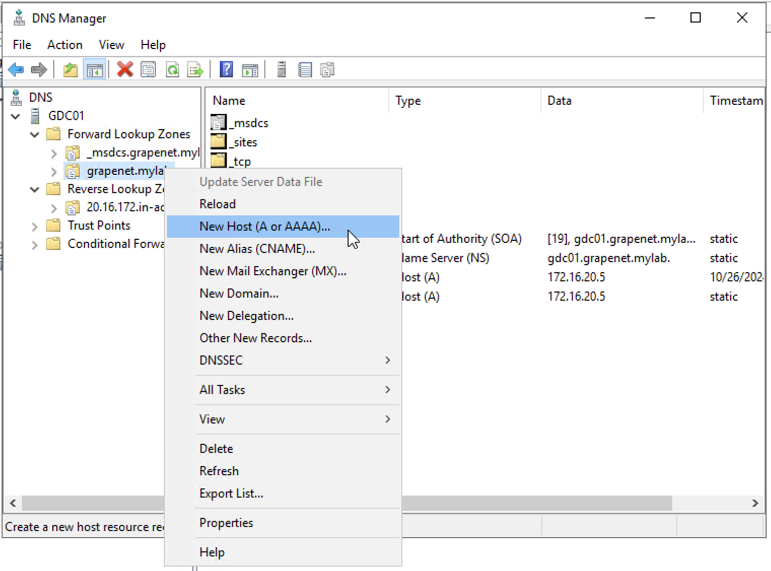 DNS Manager
File Action View Help
DNS
GDC01
Forward Lookup Zones
_msdcs.grapenet.myl
grapenet.myla
Reverse Lookup Z
20.16.172.in-ad
Trust Points
Conditional Forwa
Name Type Data Timestam
_msdcs
_sites
_tcp
tart of Authority (SOA) [19], gdc01.grapenet.myla... static
lame Server (NS) gdc01.grapenet.mylab. static
lost (A) 172.16.20.5 10/26/202
lost (A) 172.16.20.5 static
Update Server Data File
Reload
New Host (A or AAAA)...
New Alias (CNAME)...
New Mail Exchanger (MX)...
New Domain...
New Delegation...
Other New Records...
DNSSEC
All Tasks
View
Delete
Refresh
Export List...
Properties
Help
Create a new host resource rec